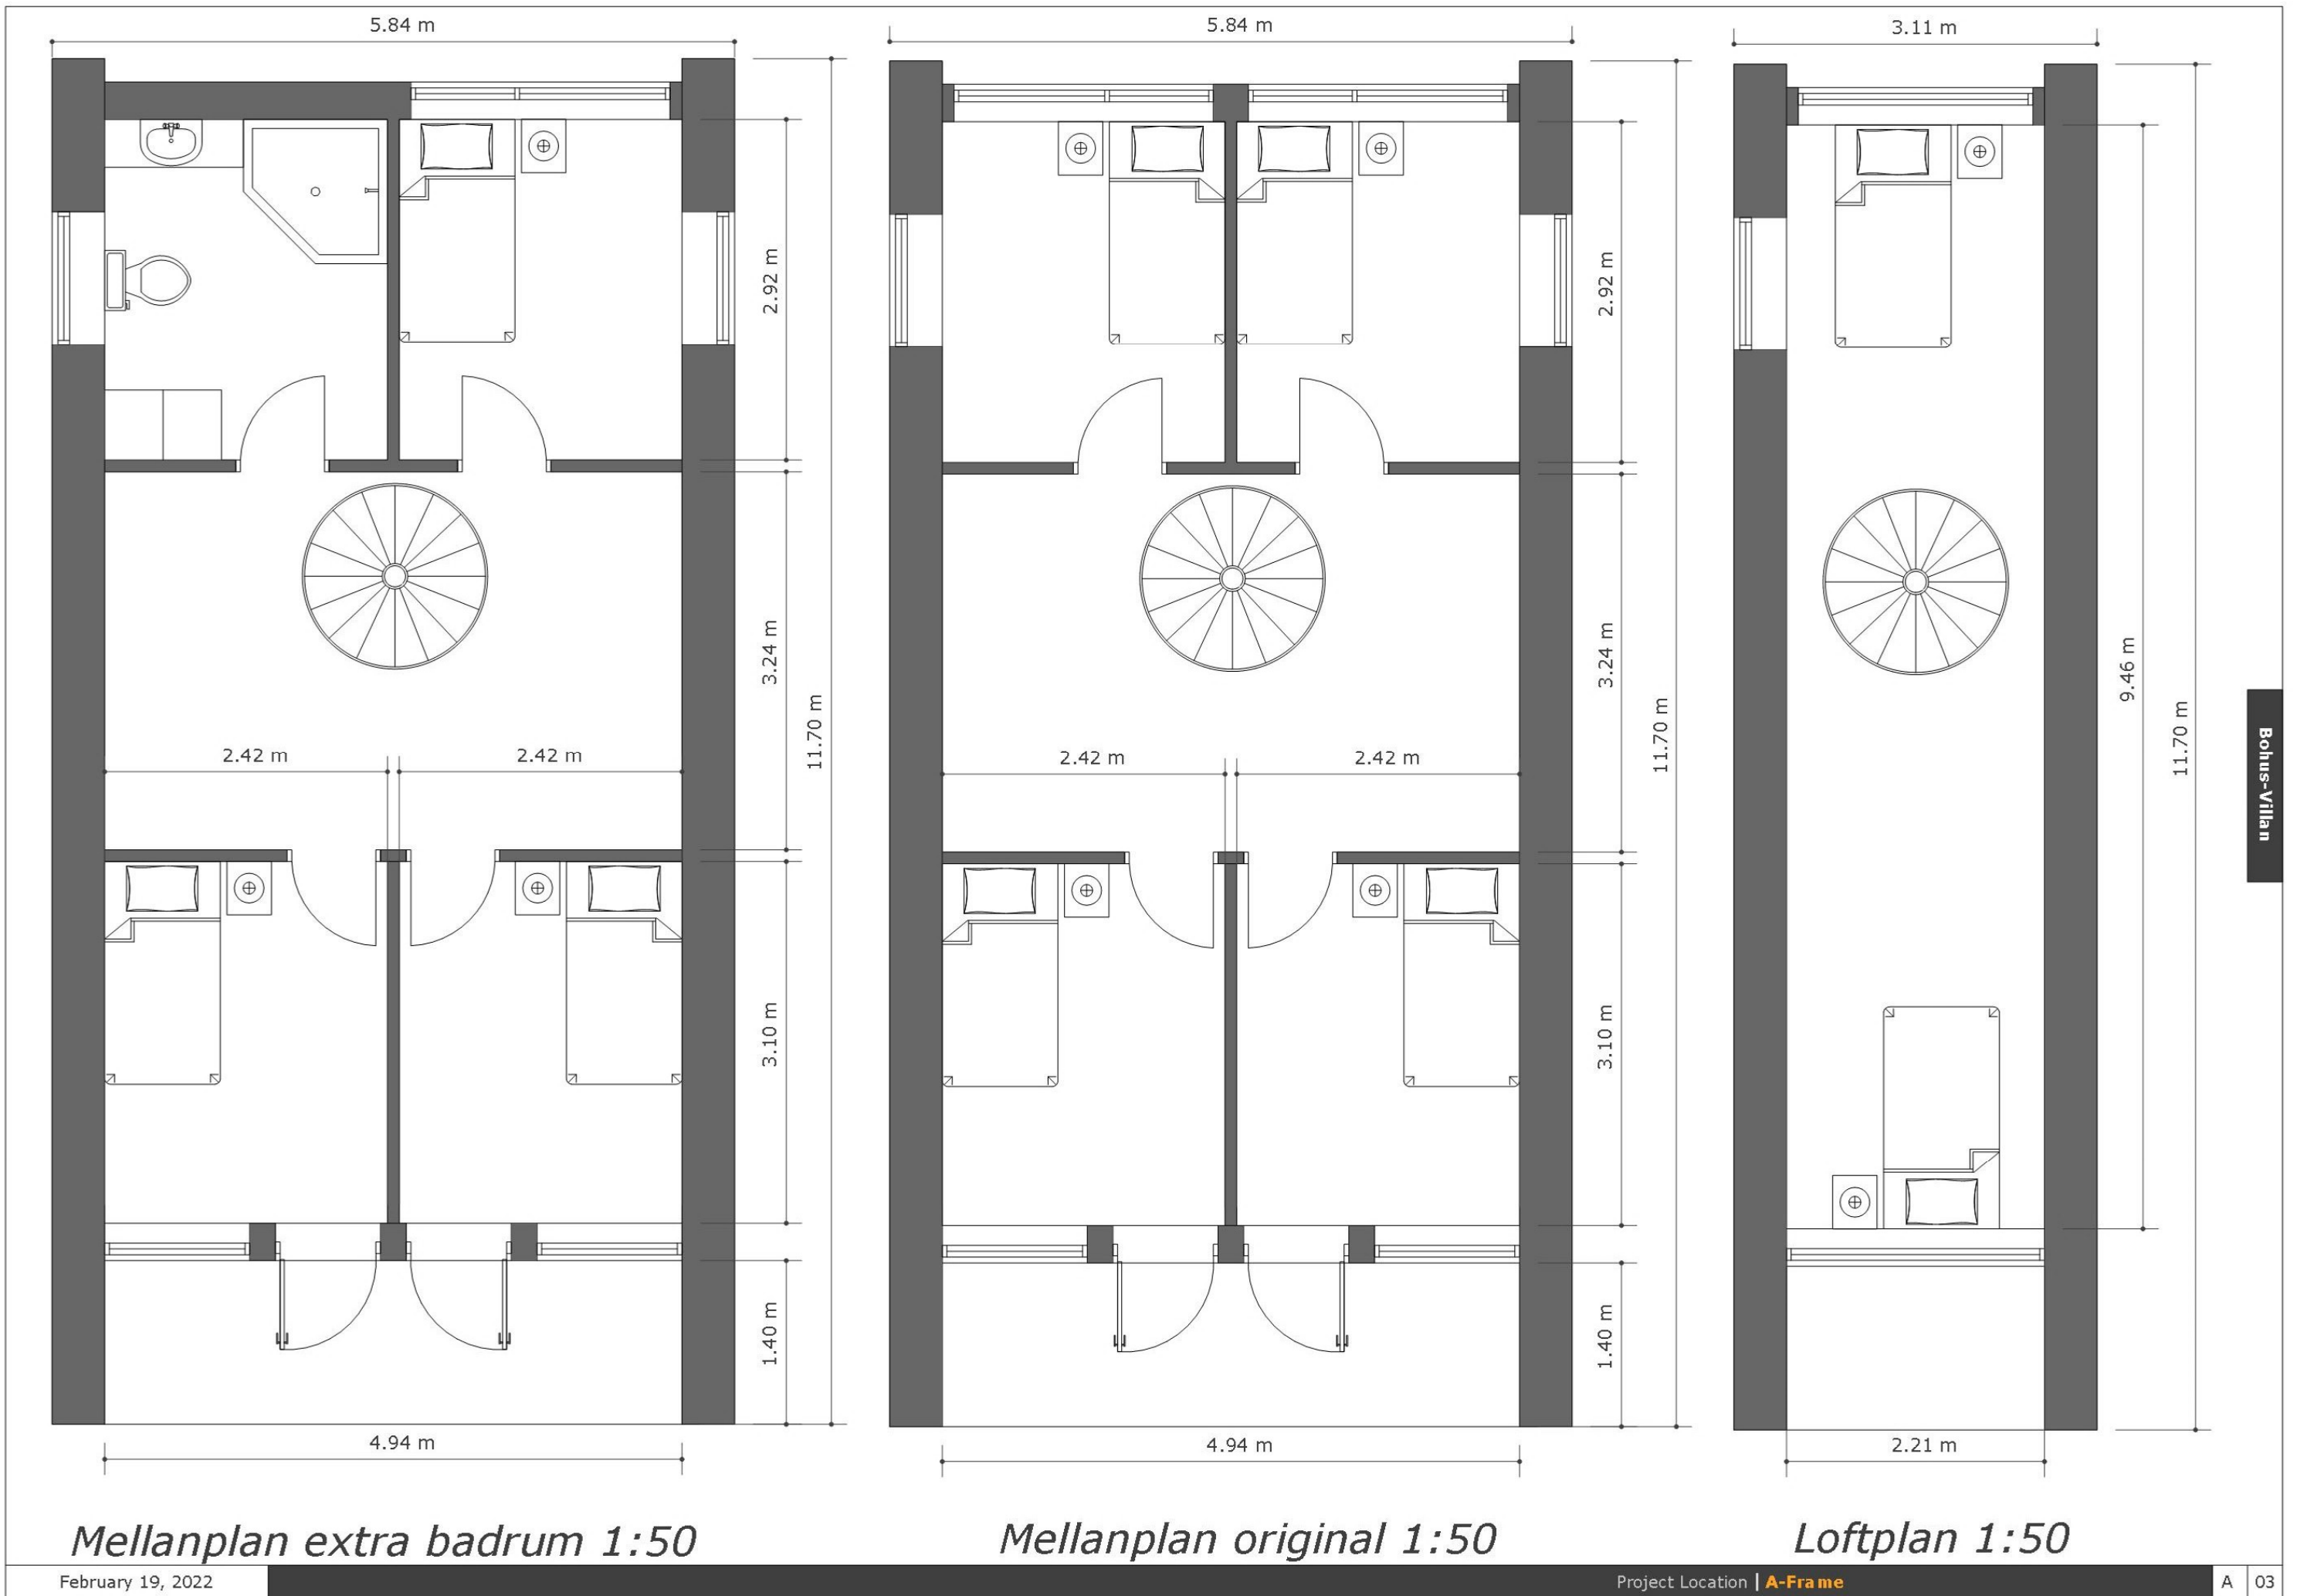 5.84 m
2.92 m
3.24 m
11.70 m
2.42 m
2.42 m
3.10 m
1.40 m
4.94 m
Mellanplan extra badrum 1:50
5.84 m
2.92 m
3.24 m
11.70 m
2.42 m
2.42 m
3.10 m
1.40 m
4.94 m
Mellanplan original 1:50
3.11 m
9.46 m
11.70 m
2.21 m
Loftplan 1:50
Bohus-Villan
February 19, 2022
Project Location | A-Frame
A 03